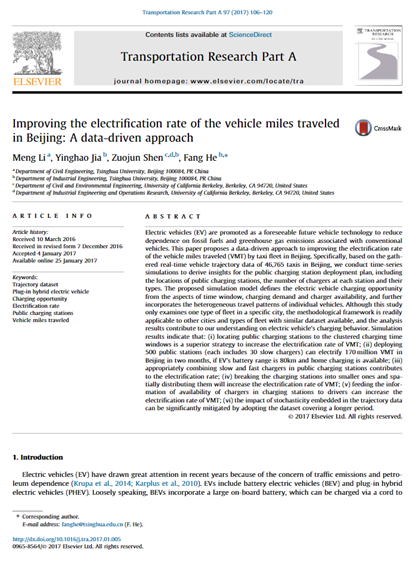 Transportation Research Part A 97 (2017) 106–120
Contents lists available at ScienceDirect
Transportation Research Part A
journal homepage: www.elsevier.com/locate/tra
ELSEVIER
TRANSPORTATION RESEARCH
Improving the electrification rate of the vehicle miles traveled
in Beijing: A data-driven approach
CrossMark
Meng Li a, Yinghao Jia b, Zuojun Shen c,d,b, Fang He b,*
a Department of Civil Engineering, Tsinghua University, Beijing 100084, PR China
b Department of Industrial Engineering, Tsinghua University, Beijing 100084, PR China
c Department of Civil and Environmental Engineering, University of California Berkeley, Berkeley, CA 94720, United States
d Department of Industrial Engineering and Operations Research, University of California Berkeley, Berkeley, CA 94720, United States
ARTICLE INFO
Article history:
Received 10 March 2016
Received in revised form 7 December 2016
Accepted 4 January 2017
Available online 25 January 2017
Keywords:
Trajectory dataset
Plug-in hybrid electric vehicle
Charging opportunity
Electrification rate
Public charging stations
Vehicle miles traveled
ABSTRACT
Electric vehicles (EV) are promoted as a foreseeable future vehicle technology to reduce
dependence on fossil fuels and greenhouse gas emissions associated with conventional
vehicles. This paper proposes a data-driven approach to improving the electrification rate
of the vehicle miles traveled (VMT) by taxi fleet in Beijing. Specifically, based on the gath-
ered real-time vehicle trajectory data of 46,765 taxis in Beijing, we conduct time-series
simulations to derive insights for the public charging station deployment plan, including
the locations of public charging stations, the number of chargers at each station and their
types. The proposed simulation model defines the electric vehicle charging opportunity
from the aspects of time window, charging demand and charger availability, and further
incorporates the heterogeneous travel patterns of individual vehicles. Although this study
only examines one type of fleet in a specific city, the methodological framework is readily
applicable to other cities and types of fleet with similar dataset available, and the analysis
results contribute to our understanding on electric vehicle's charging behavior. Simulation
results indicate that: (i) locating public charging stations to the clustered charging time
windows is a superior strategy to increase the electrification rate of VMT; (ii) deploying
500 public stations (each includes 30 slow chargers) can electrify 170 million VMT in
Beijing in two months, if EV's battery range is 80km and home charging is available; (iii)
appropriately combining slow and fast chargers in public charging stations contributes
to the electrification rate; (iv) breaking the charging stations into smaller ones and spa-
tially distributing them will increase the electrification rate of VMT; (v) feeding the infor-
mation of availability of chargers in charging stations to drivers can increase the
electrification rate of VMT; (vi) the impact of stochasticity embedded in the trajectory data
can be significantly mitigated by adopting the dataset covering a longer period.
© 2017 Elsevier Ltd. All rights reserved.
1. Introduction
Electric vehicles (EV) have drawn great attention in recent years because of the concern of traffic emissions and petro-
leum dependence (Krupa et al., 2014; Karplus et al., 2010). EVs include battery electric vehicles (BEV) and plug-in hybrid
electric vehicles (PHEV). Loosely speaking, BEVs incorporate a large on-board battery, which can be charged via a cord to
* Corresponding author.
E-mail address: fanghe@tsinghua.edu.cn (F. He).
http://dx.doi.org/10.1016/j.tra.2017.01.005
0965-8564/© 2017 Elsevier Ltd. All rights reserved.